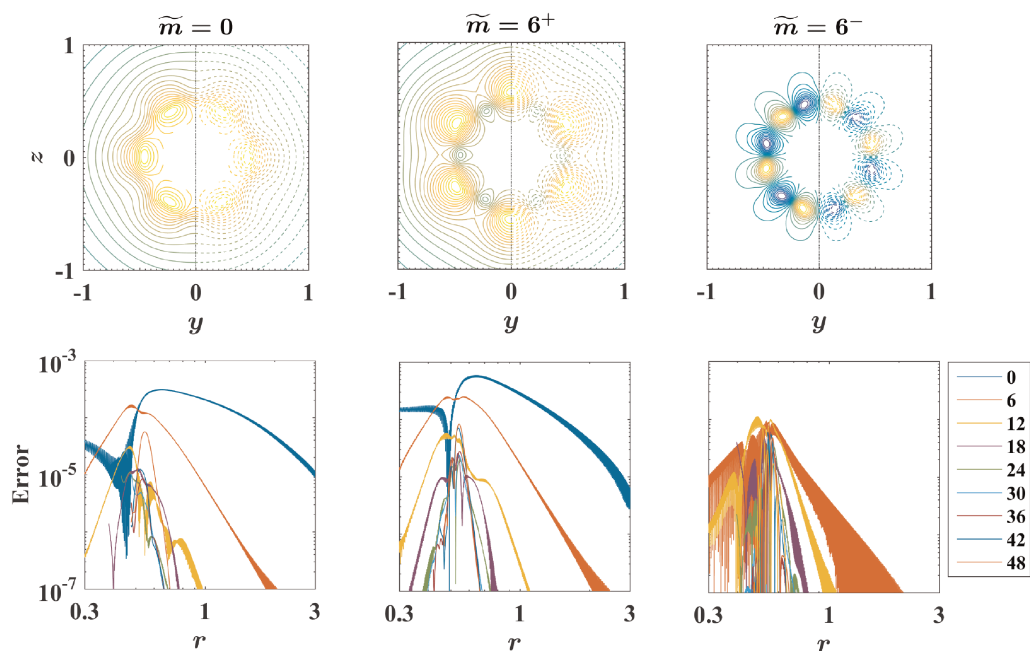 m̃ = 0
m̃ = 6⁺
m̃ = 6⁻
z
1
0
-1
-1 0 1
-1 0 1
-1 0 1
y
y
y
Error
10⁻³
10⁻⁵
10⁻⁷
0.3 1 3
0.3 1 3
0.3 1 3
r
r
r
0
6
12
18
24
30
36
42
48